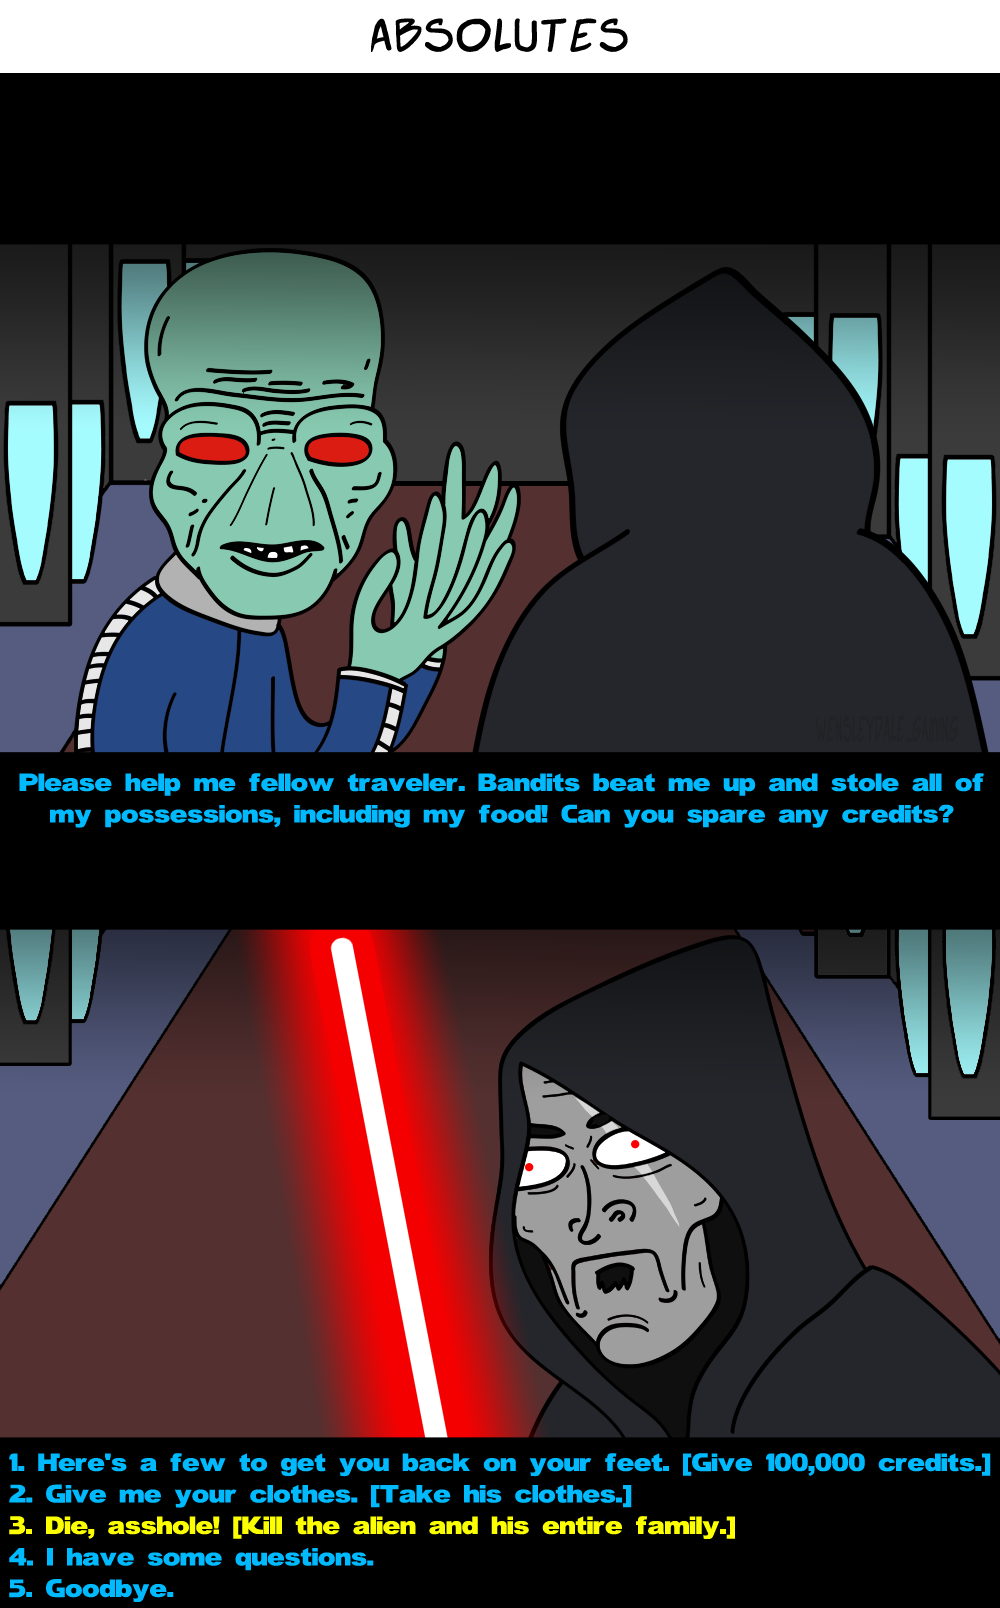 ABSOLUTES
WENSLEYDALE_GAMING
Please help me fellow traveler. Bandits beat me up and stole all of
my possessions, including my food! Can you spare any credits?
1. Here's a few to get you back on your feet. [Give 100,000 credits.]
2. Give me your clothes. [Take his clothes.]
3. Die, asshole! [Kill the alien and his entire family.]
4. I have some questions.
5. Goodbye.